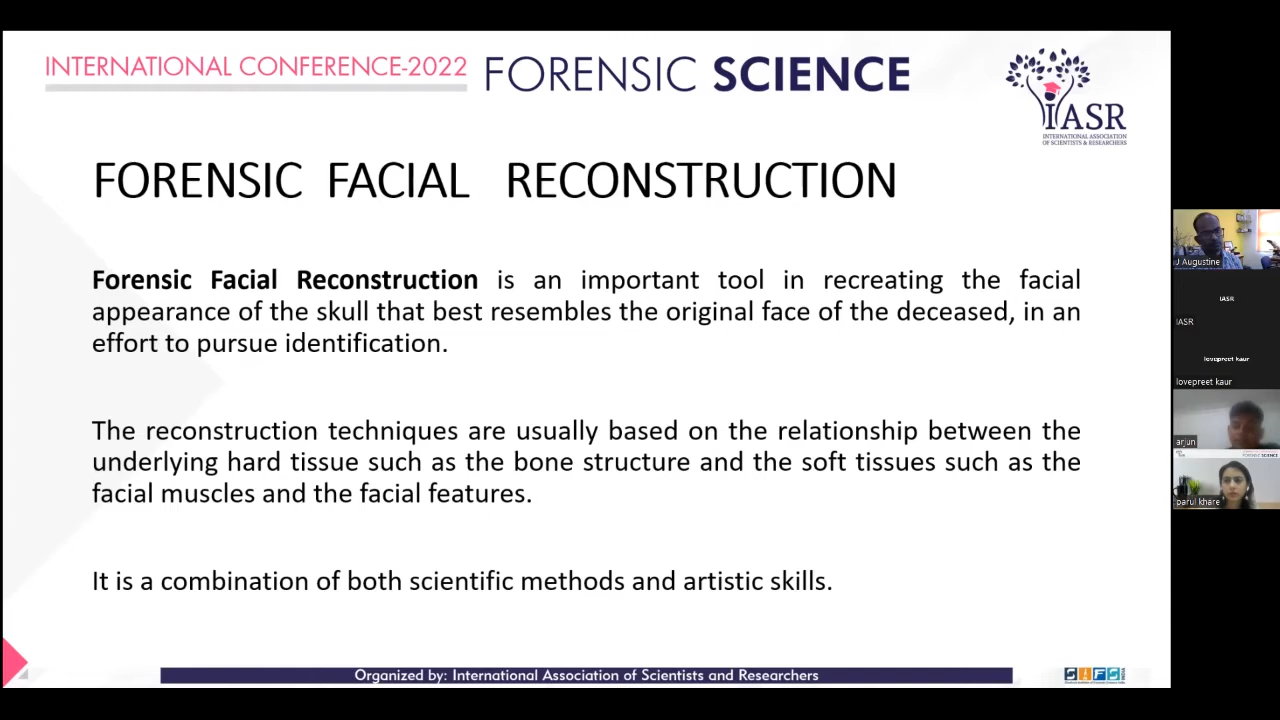 INTERNATIONAL CONFERENCE-2022 FORENSIC SCIENCE
IASR
INTERNATIONAL ASSOCIATION
OF SCIENTISTS & RESEARCHERS
FORENSIC FACIAL RECONSTRUCTION
Forensic Facial Reconstruction is an important tool in recreating the facial
appearance of the skull that best resembles the original face of the deceased, in an
effort to pursue identification.
The reconstruction techniques are usually based on the relationship between the
underlying hard tissue such as the bone structure and the soft tissues such as the
facial muscles and the facial features.
It is a combination of both scientific methods and artistic skills.
Organized by: International Association of Scientists and Researchers
SIFS
INDIA
J Augustine
IASR
IASR
lovepreet kaur
lovepreet kaur
arjun
FORENSIC SCIENCE
parul khare